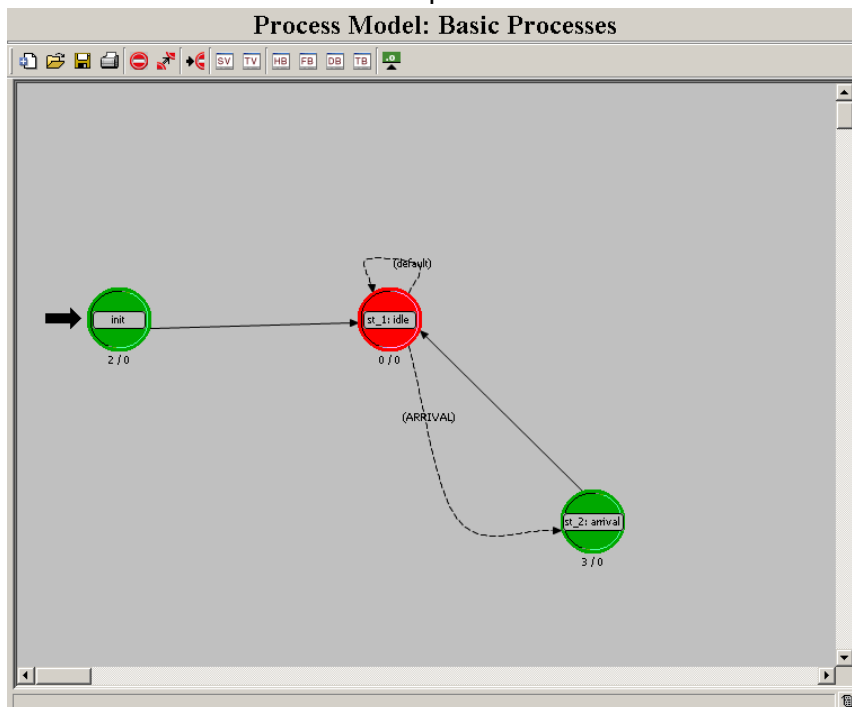 Process Model: Basic Processes
SV TV HB FB DB TB
(default)
init
st_1: idle
2 / 0
0 / 0
(ARRIVAL)
st_2: arrival
3 / 0